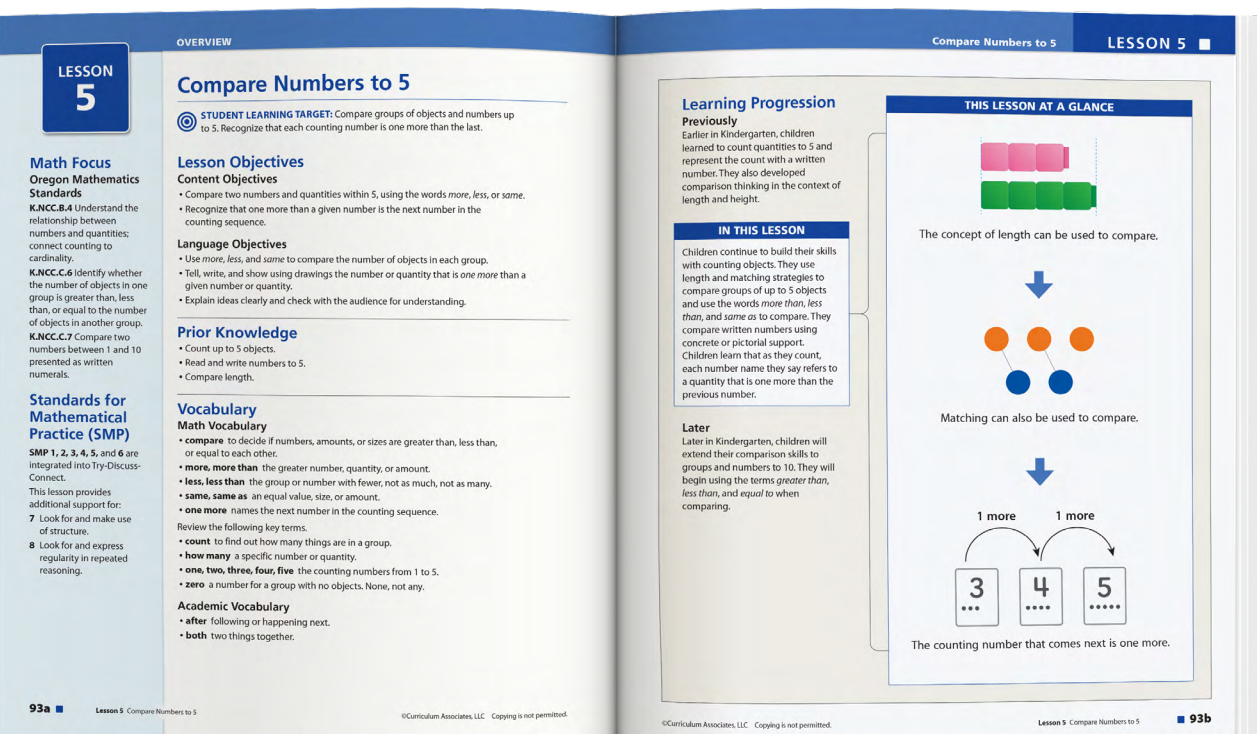 OVERVIEW
LESSON
5
Compare Numbers to 5
STUDENT LEARNING TARGET: Compare groups of objects and numbers up
to 5. Recognize that each counting number is one more than the last.
Math Focus
Oregon Mathematics
Standards
K.NCC.B.4 Understand the
relationship between
numbers and quantities;
connect counting to
cardinality.
K.NCC.C.6 Identify whether
the number of objects in one
group is greater than, less
than, or equal to the number
of objects in another group.
K.NCC.C.7 Compare two
numbers between 1 and 10
presented as written
numerals.
Standards for
Mathematical
Practice (SMP)
SMP 1, 2, 3, 4, 5, and 6 are
integrated into Try-Discuss-
Connect.
This lesson provides
additional support for:
7 Look for and make use
of structure.
8 Look for and express
regularity in repeated
reasoning.
Lesson Objectives
Content Objectives
• Compare two numbers and quantities within 5, using the words more, less, or same.
• Recognize that one more than a given number is the next number in the
counting sequence.
Language Objectives
• Use more, less, and same to compare the number of objects in each group.
• Tell, write, and show using drawings the number or quantity that is one more than a
given number or quantity.
• Explain ideas clearly and check with the audience for understanding.
Prior Knowledge
• Count up to 5 objects.
• Read and write numbers to 5.
• Compare length.
Vocabulary
Math Vocabulary
• compare to decide if numbers, amounts, or sizes are greater than, less than,
or equal to each other.
• more, more than the greater number, quantity, or amount.
• less, less than the group or number with fewer, not as much, not as many.
• same, same as an equal value, size, or amount.
• one more names the next number in the counting sequence.
Review the following key terms.
• count to find out how many things are in a group.
• how many a specific number or quantity.
• one, two, three, four, five the counting numbers from 1 to 5.
• zero a number for a group with no objects. None, not any.
Academic Vocabulary
• after following or happening next.
• both two things together.
93a
Lesson 5 Compare Numbers to 5
©Curriculum Associates, LLC Copying is not permitted.
Compare Numbers to 5
LESSON 5
Learning Progression
Previously
Earlier in Kindergarten, children
learned to count quantities to 5 and
represent the count with a written
number. They also developed
comparison thinking in the context of
length and height.
IN THIS LESSON
Children continue to build their skills
with counting objects. They use
length and matching strategies to
compare groups of up to 5 objects
and use the words more than, less
than, and same as to compare. They
compare written numbers using
concrete or pictorial support.
Children learn that as they count,
each number name they say refers to
a quantity that is one more than the
previous number.
Later
Later in Kindergarten, children will
extend their comparison skills to
groups and numbers to 10. They will
begin using the terms greater than,
less than, and equal to when
comparing.
THIS LESSON AT A GLANCE
The concept of length can be used to compare.
Matching can also be used to compare.
1 more 1 more
3 4 5
The counting number that comes next is one more.
©Curriculum Associates, LLC Copying is not permitted.
Lesson 5 Compare Numbers to 5
93b